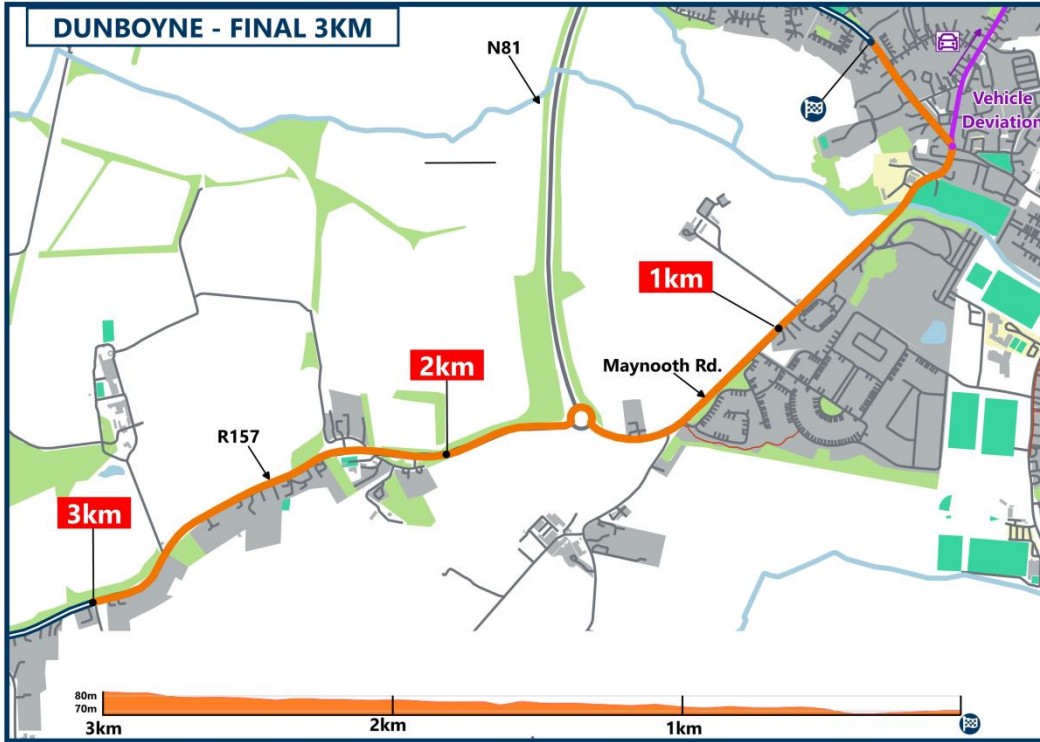 DUNBOYNE - FINAL 3KM
N81
Vehicle
Deviation
1km
Maynooth Rd.
2km
R157
3km
80m
70m
3km
2km
1km